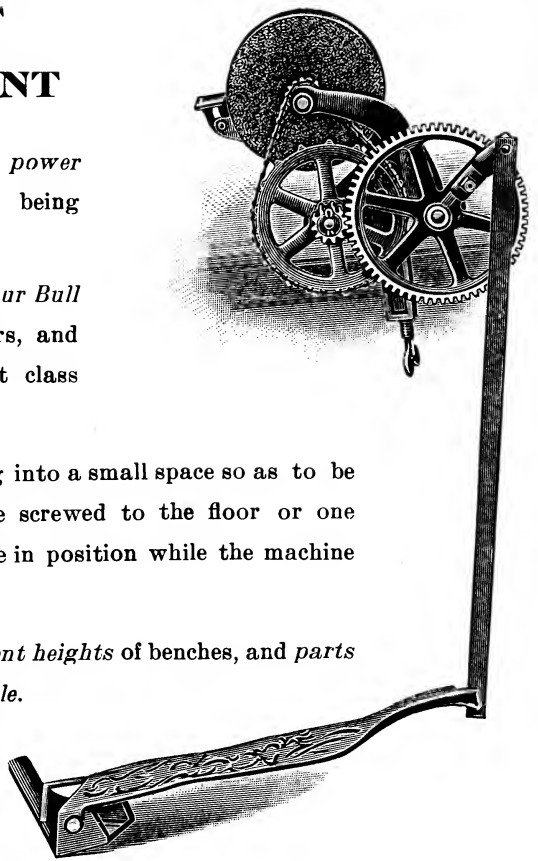 NT
power
being
ur Bull
rs, and
t class
into a small space so as to be
e screwed to the floor or one
e in position while the machine
nt heights of benches, and parts
le.